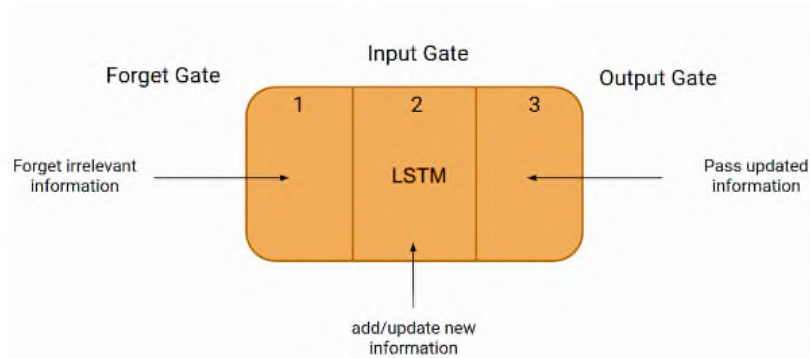 Input Gate
Forget Gate
Output Gate
1
2
3
Forget irrelevant
information
LSTM
Pass updated
information
add/update new
information